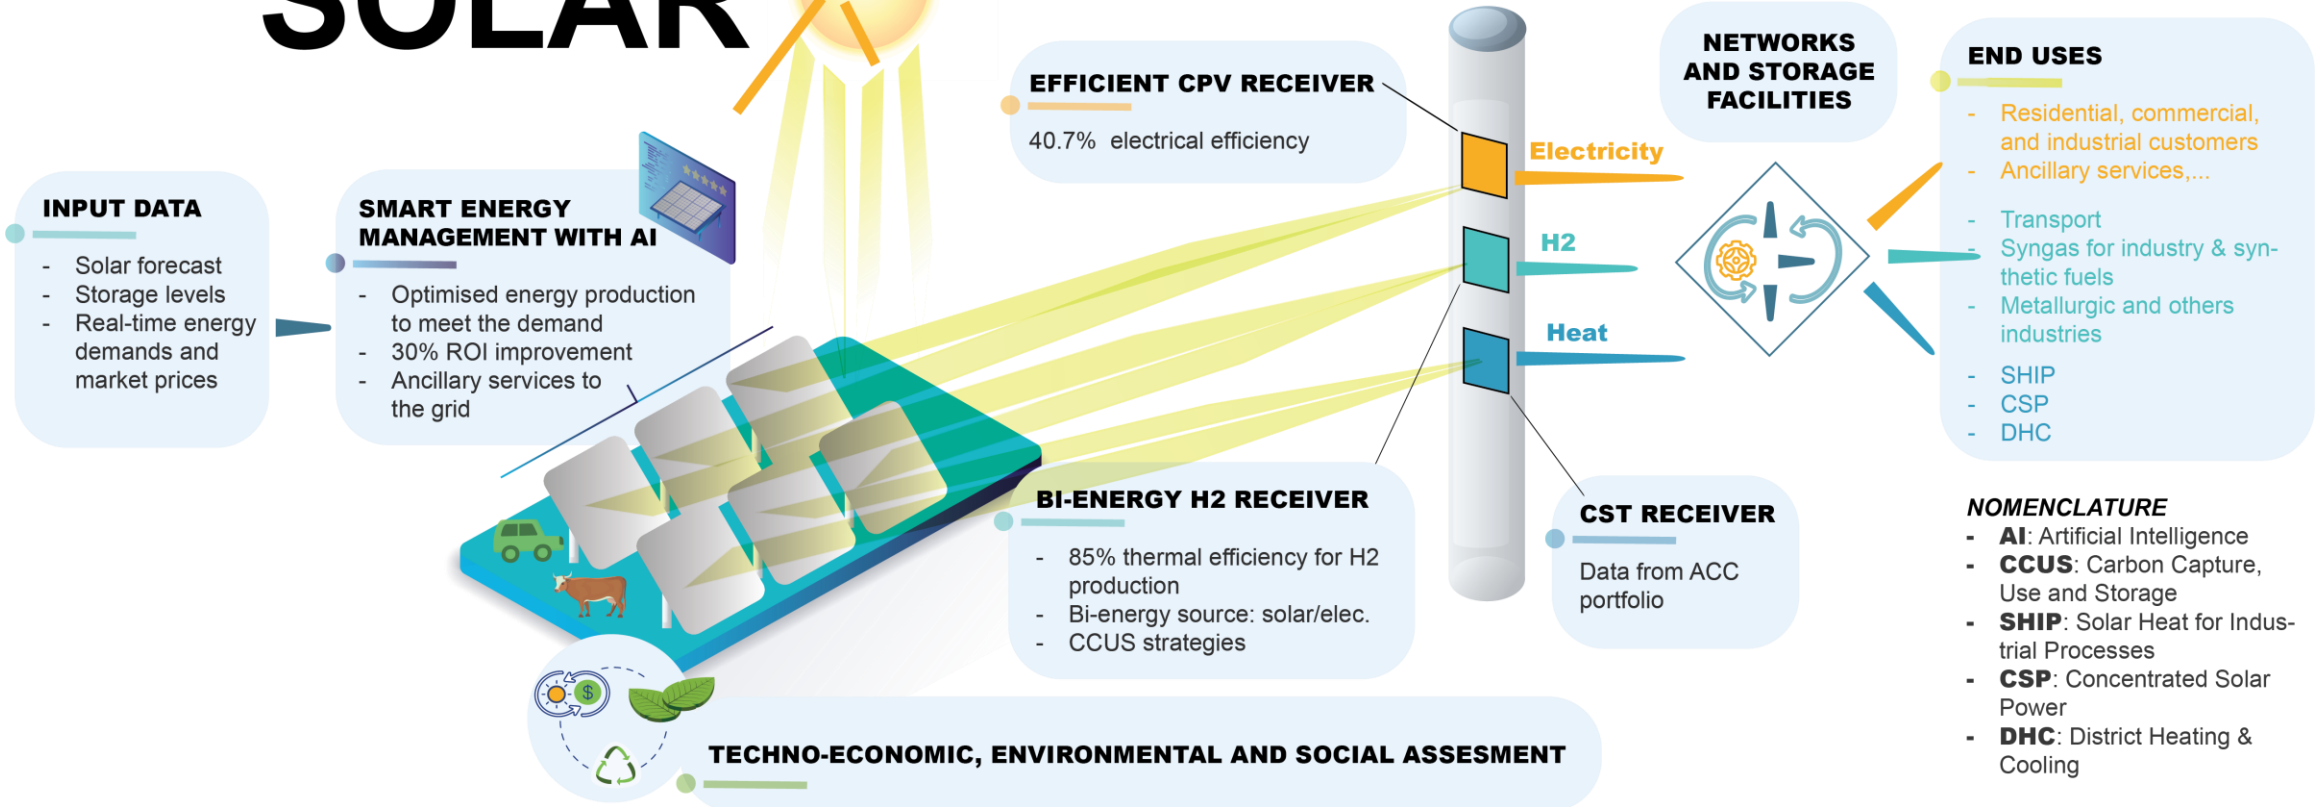 SOLAR
INPUT DATA
- Solar forecast
- Storage levels
- Real-time energy
demands and
market prices
SMART ENERGY
MANAGEMENT WITH AI
- Optimised energy production
to meet the demand
- 30% ROI improvement
- Ancillary services to
the grid
EFFICIENT CPV RECEIVER
40.7% electrical efficiency
Electricity
H2
Heat
NETWORKS
AND STORAGE
FACILITIES
END USES
- Residential, commercial,
and industrial customers
- Ancillary services,...
- Transport
- Syngas for industry & syn-
thetic fuels
- Metallurgic and others
industries
- SHIP
- CSP
- DHC
BI-ENERGY H2 RECEIVER
- 85% thermal efficiency for H2
production
- Bi-energy source: solar/elec.
- CCUS strategies
CST RECEIVER
Data from ACC
portfolio
NOMENCLATURE
- AI: Artificial Intelligence
- CCUS: Carbon Capture,
Use and Storage
- SHIP: Solar Heat for Indus-
trial Processes
- CSP: Concentrated Solar
Power
- DHC: District Heating &
Cooling
$
TECHNO-ECONOMIC, ENVIRONMENTAL AND SOCIAL ASSESMENT